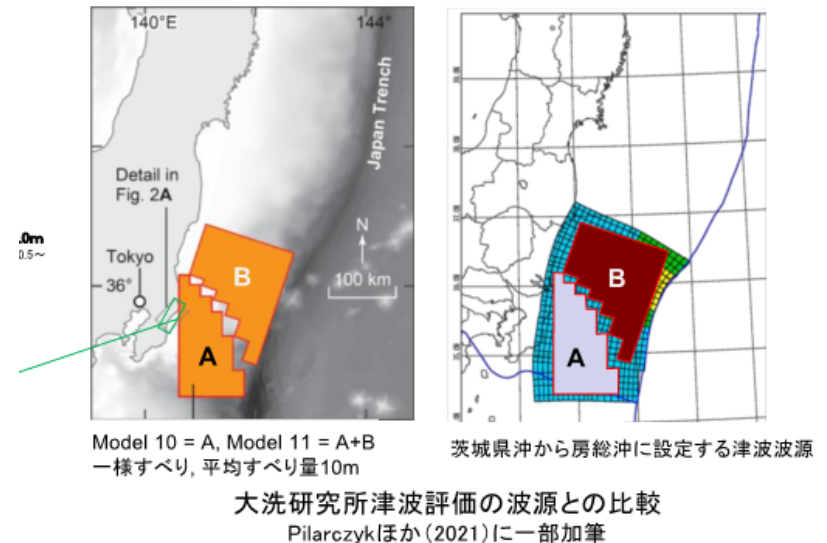 140°E
144°
Japan Trench
Detail in
Fig. 2A
.0m
0.5～
Tokyo
36°
N
100 km
B
A
B
A
Model 10 = A, Model 11 = A+B
一様すべり, 平均すべり量10m
茨城県沖から房総沖に設定する津波波源
大洗研究所津波評価の波源との比較
Pilarczykほか（2021）に一部加筆